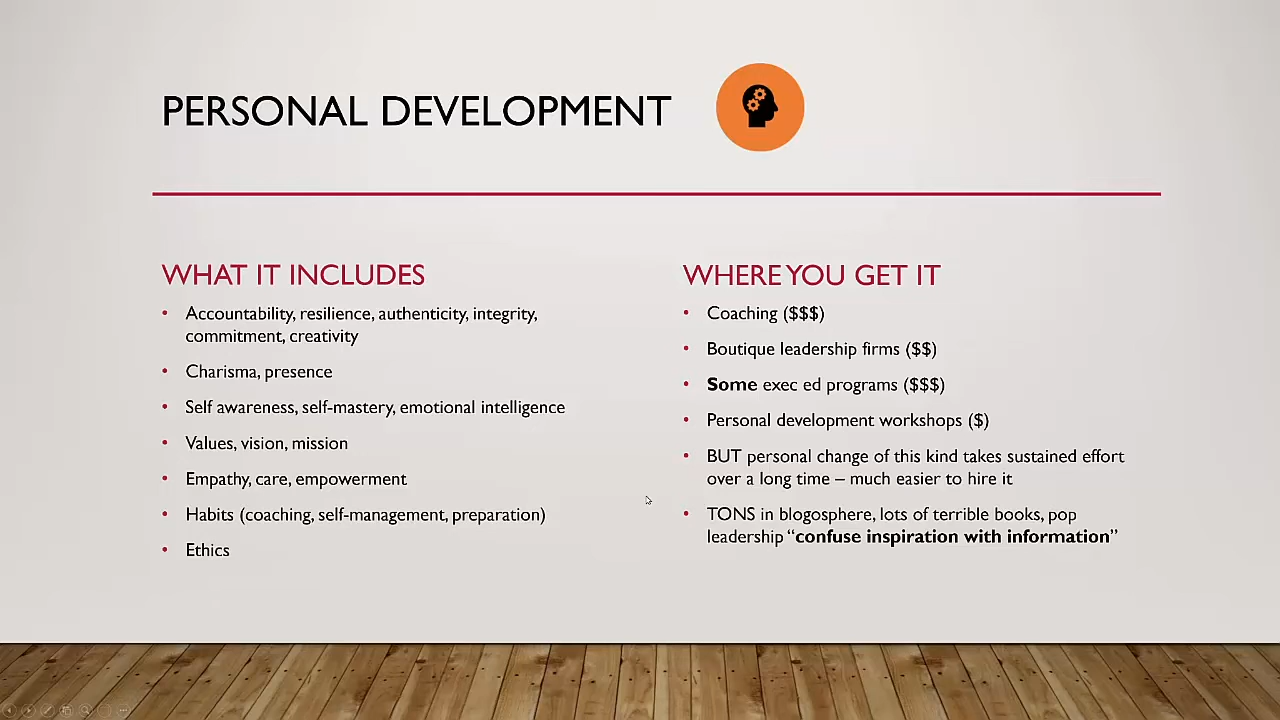 PERSONAL DEVELOPMENT
WHAT IT INCLUDES
Accountability, resilience, authenticity, integrity,
commitment, creativity
Charisma, presence
Self awareness, self-mastery, emotional intelligence
Values, vision, mission
Empathy, care, empowerment
Habits (coaching, self-management, preparation)
Ethics
WHERE YOU GET IT
Coaching ($$$)
Boutique leadership firms ($$)
Some exec ed programs ($$$)
Personal development workshops ($)
BUT personal change of this kind takes sustained effort
over a long time – much easier to hire it
TONS in blogosphere, lots of terrible books, pop
leadership “confuse inspiration with information”